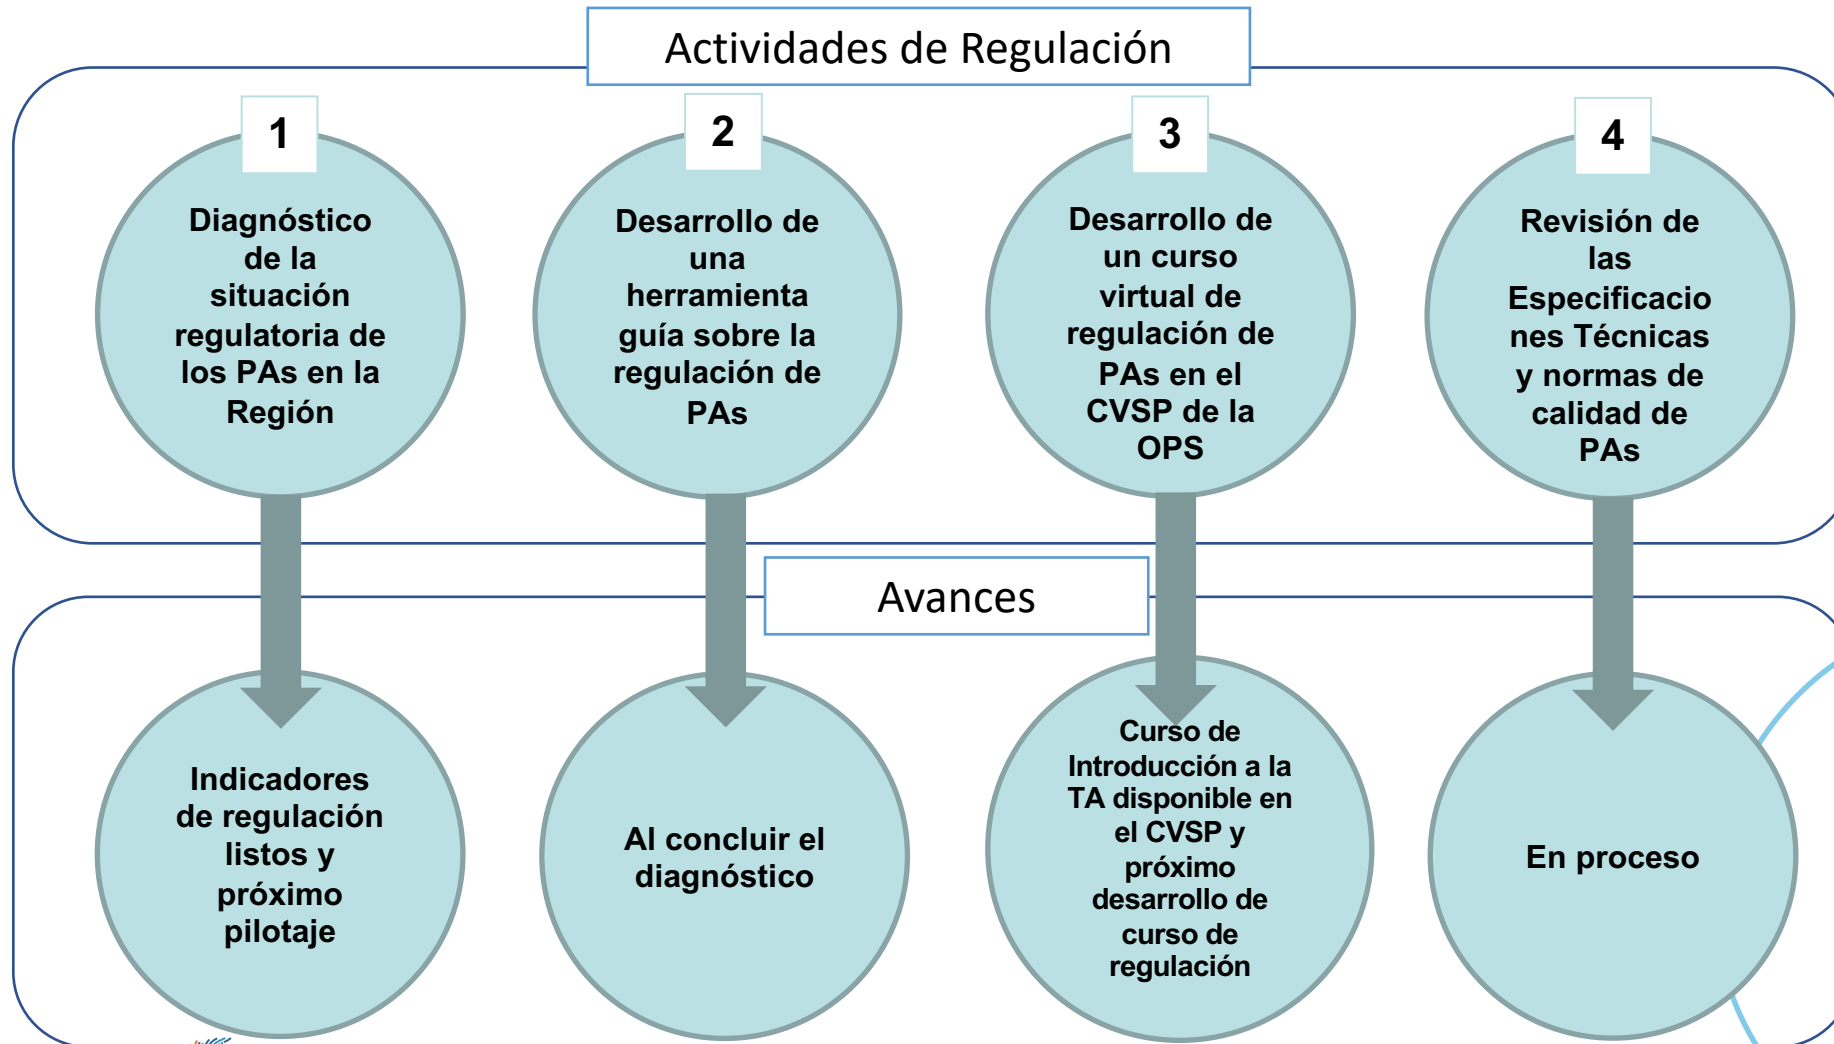 Actividades de Regulación
1
Diagnóstico
de la
situación
regulatoria de
los PAs en la
Región
2
Desarrollo de
una
herramienta
guía sobre la
regulación de
PAs
3
Desarrollo de
un curso
virtual de
regulación de
PAs en el
CVSP de la
OPS
4
Revisión de
las
Especificacio
nes Técnicas
y normas de
calidad de
PAs
Avances
Indicadores
de regulación
listos y
próximo
pilotaje
Al concluir el
diagnóstico
Curso de
Introducción a la
TA disponible en
el CVSP y
próximo
desarrollo de
curso de
regulación
En proceso